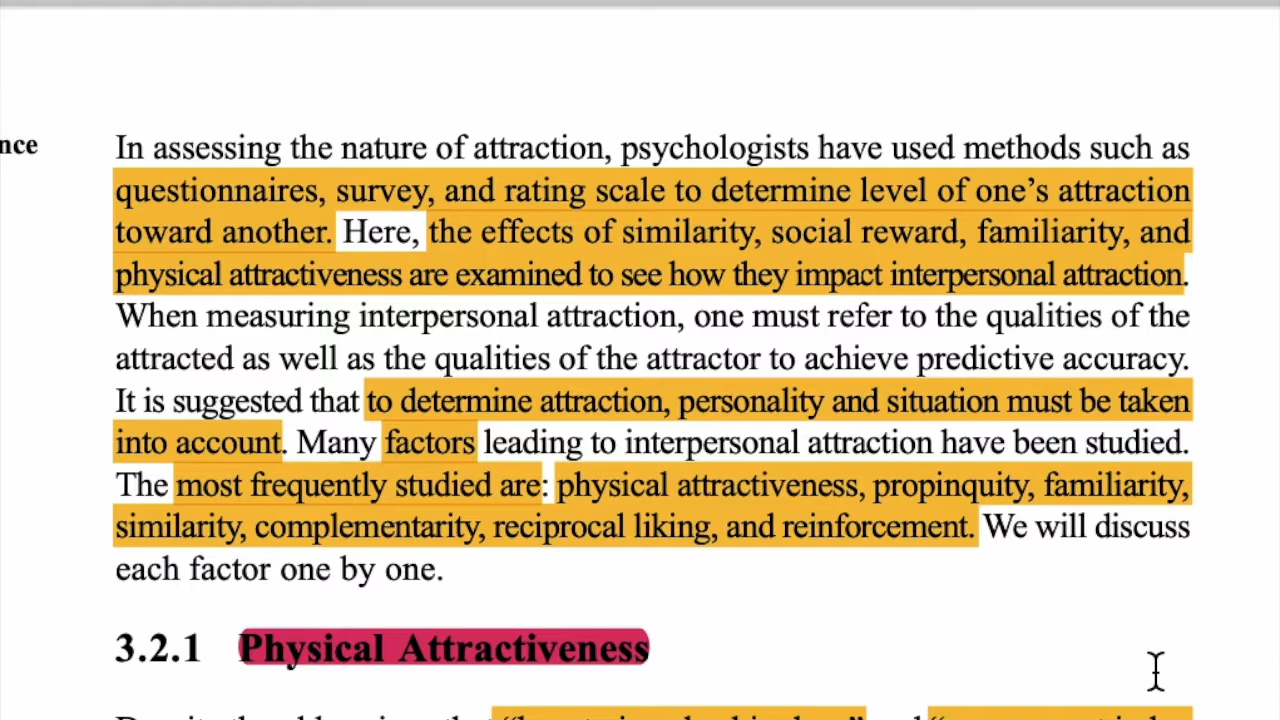 nce
In assessing the nature of attraction, psychologists have used methods such as
questionnaires, survey, and rating scale to determine level of one’s attraction
toward another. Here, the effects of similarity, social reward, familiarity, and
physical attractiveness are examined to see how they impact interpersonal attraction.
When measuring interpersonal attraction, one must refer to the qualities of the
attracted as well as the qualities of the attractor to achieve predictive accuracy.
It is suggested that to determine attraction, personality and situation must be taken
into account. Many factors leading to interpersonal attraction have been studied.
The most frequently studied are: physical attractiveness, propinquity, familiarity,
similarity, complementarity, reciprocal liking, and reinforcement. We will discuss
each factor one by one.
3.2.1 Physical Attractiveness